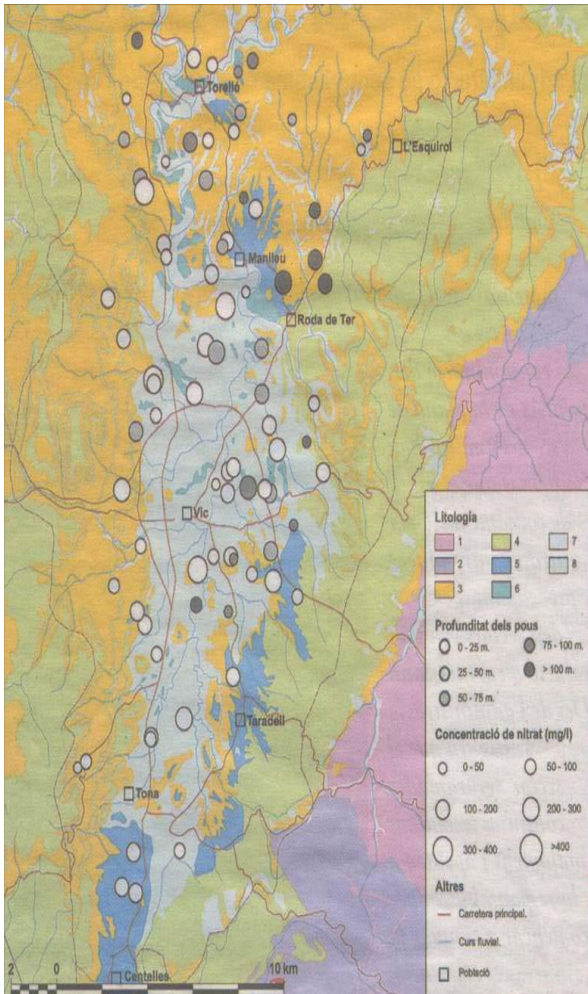 Torelló
L'Esquirol
Manlleu
Roda de Ter
Vic
Taradell
Tona
Centelles
2 0 10 km
Litologia
1 4 7
2 5 8
3 6
Profunditat dels pous
0 - 25 m. 75 - 100 m.
25 - 50 m. > 100 m.
50 - 75 m.
Concentració de nitrat (mg/l)
0 - 50 50 - 100
100 - 200 200 - 300
300 - 400 >400
Altres
Carretera principal.
Curs fluvial.
Població